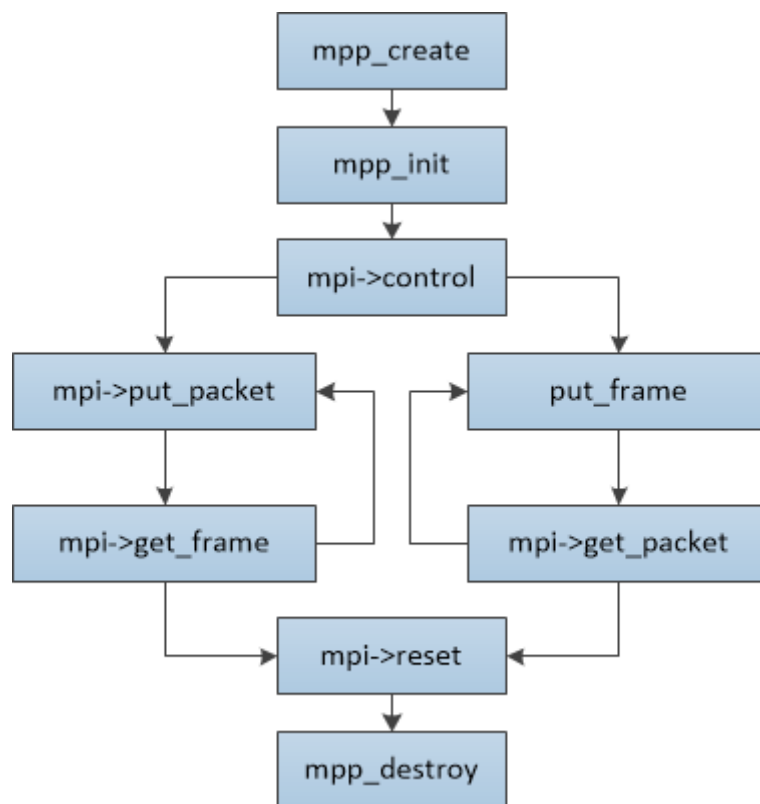 mpp_create
mpp_init
mpi->control
mpi->put_packet
put_frame
mpi->get_frame
mpi->get_packet
mpi->reset
mpp_destroy